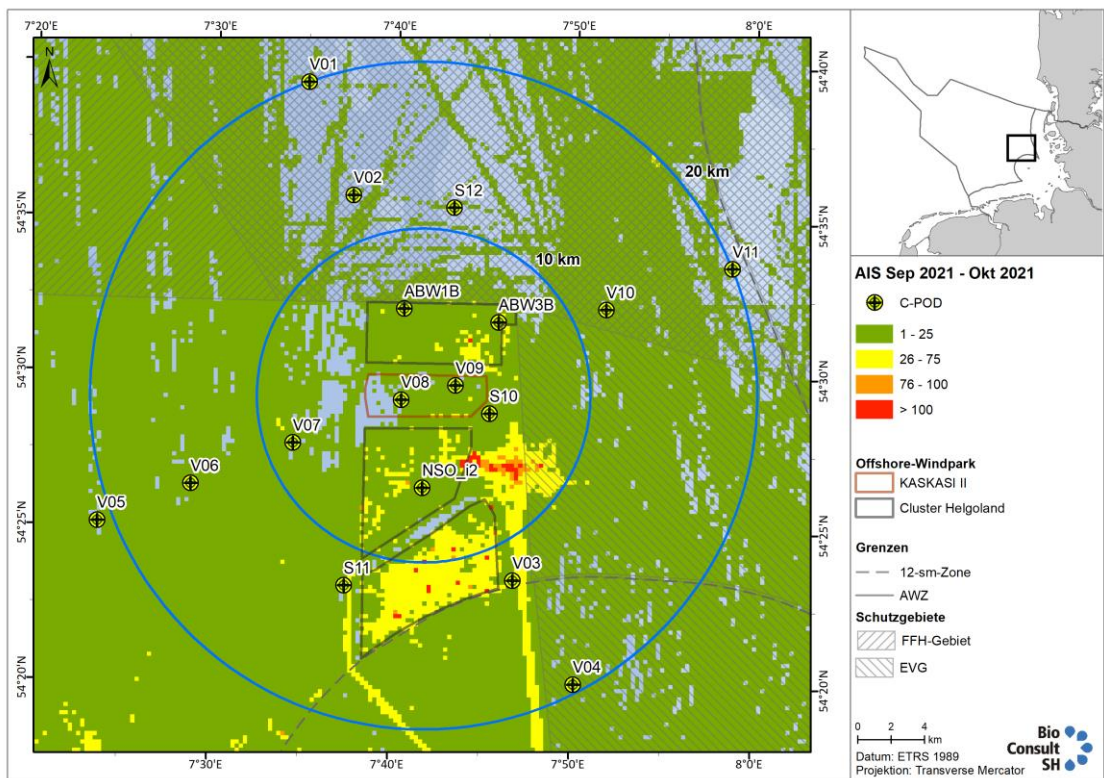 7°20'E
7°30'E
7°40'E
7°50'E
8°0'E
N
V01
54°40'N
54°40'N
V02
S12
20 km
54°35'N
54°35'N
V11
10 km
ABW1B
ABW3B
V10
54°30'N
54°30'N
V09
V08
S10
V07
NSO_i2
V06
V05
54°25'N
54°25'N
S11
V03
V04
54°20'N
54°20'N
7°30'E
7°40'E
7°50'E
8°0'E
AIS Sep 2021 - Okt 2021
C-POD
1 - 25
26 - 75
76 - 100
> 100
Offshore-Windpark
KASKASI II
Cluster Helgoland
Grenzen
12-sm-Zone
AWZ
Schutzgebiete
FFH-Gebiet
EVG
0 2 4
km
Datum: ETRS 1989
Projektion: Transverse Mercator
Bio
Consult
SH